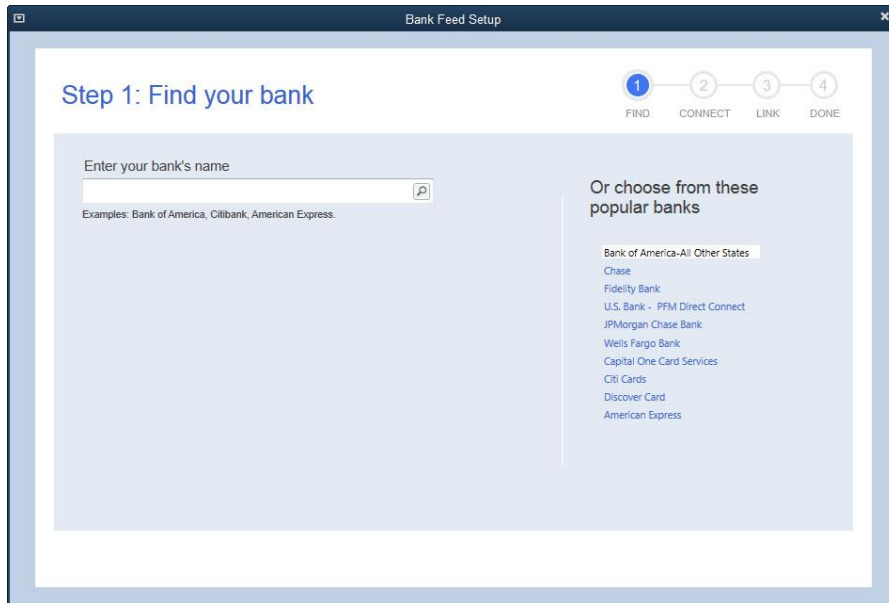 Bank Feed Setup
Step 1: Find your bank
1 2 3 4
FIND CONNECT LINK DONE
Enter your bank's name
Examples: Bank of America, Citibank, American Express.
Or choose from these
popular banks
Bank of America-All Other States
Chase
Fidelity Bank
U.S. Bank - PFM Direct Connect
JPMorgan Chase Bank
Wells Fargo Bank
Capital One Card Services
Citi Cards
Discover Card
American Express